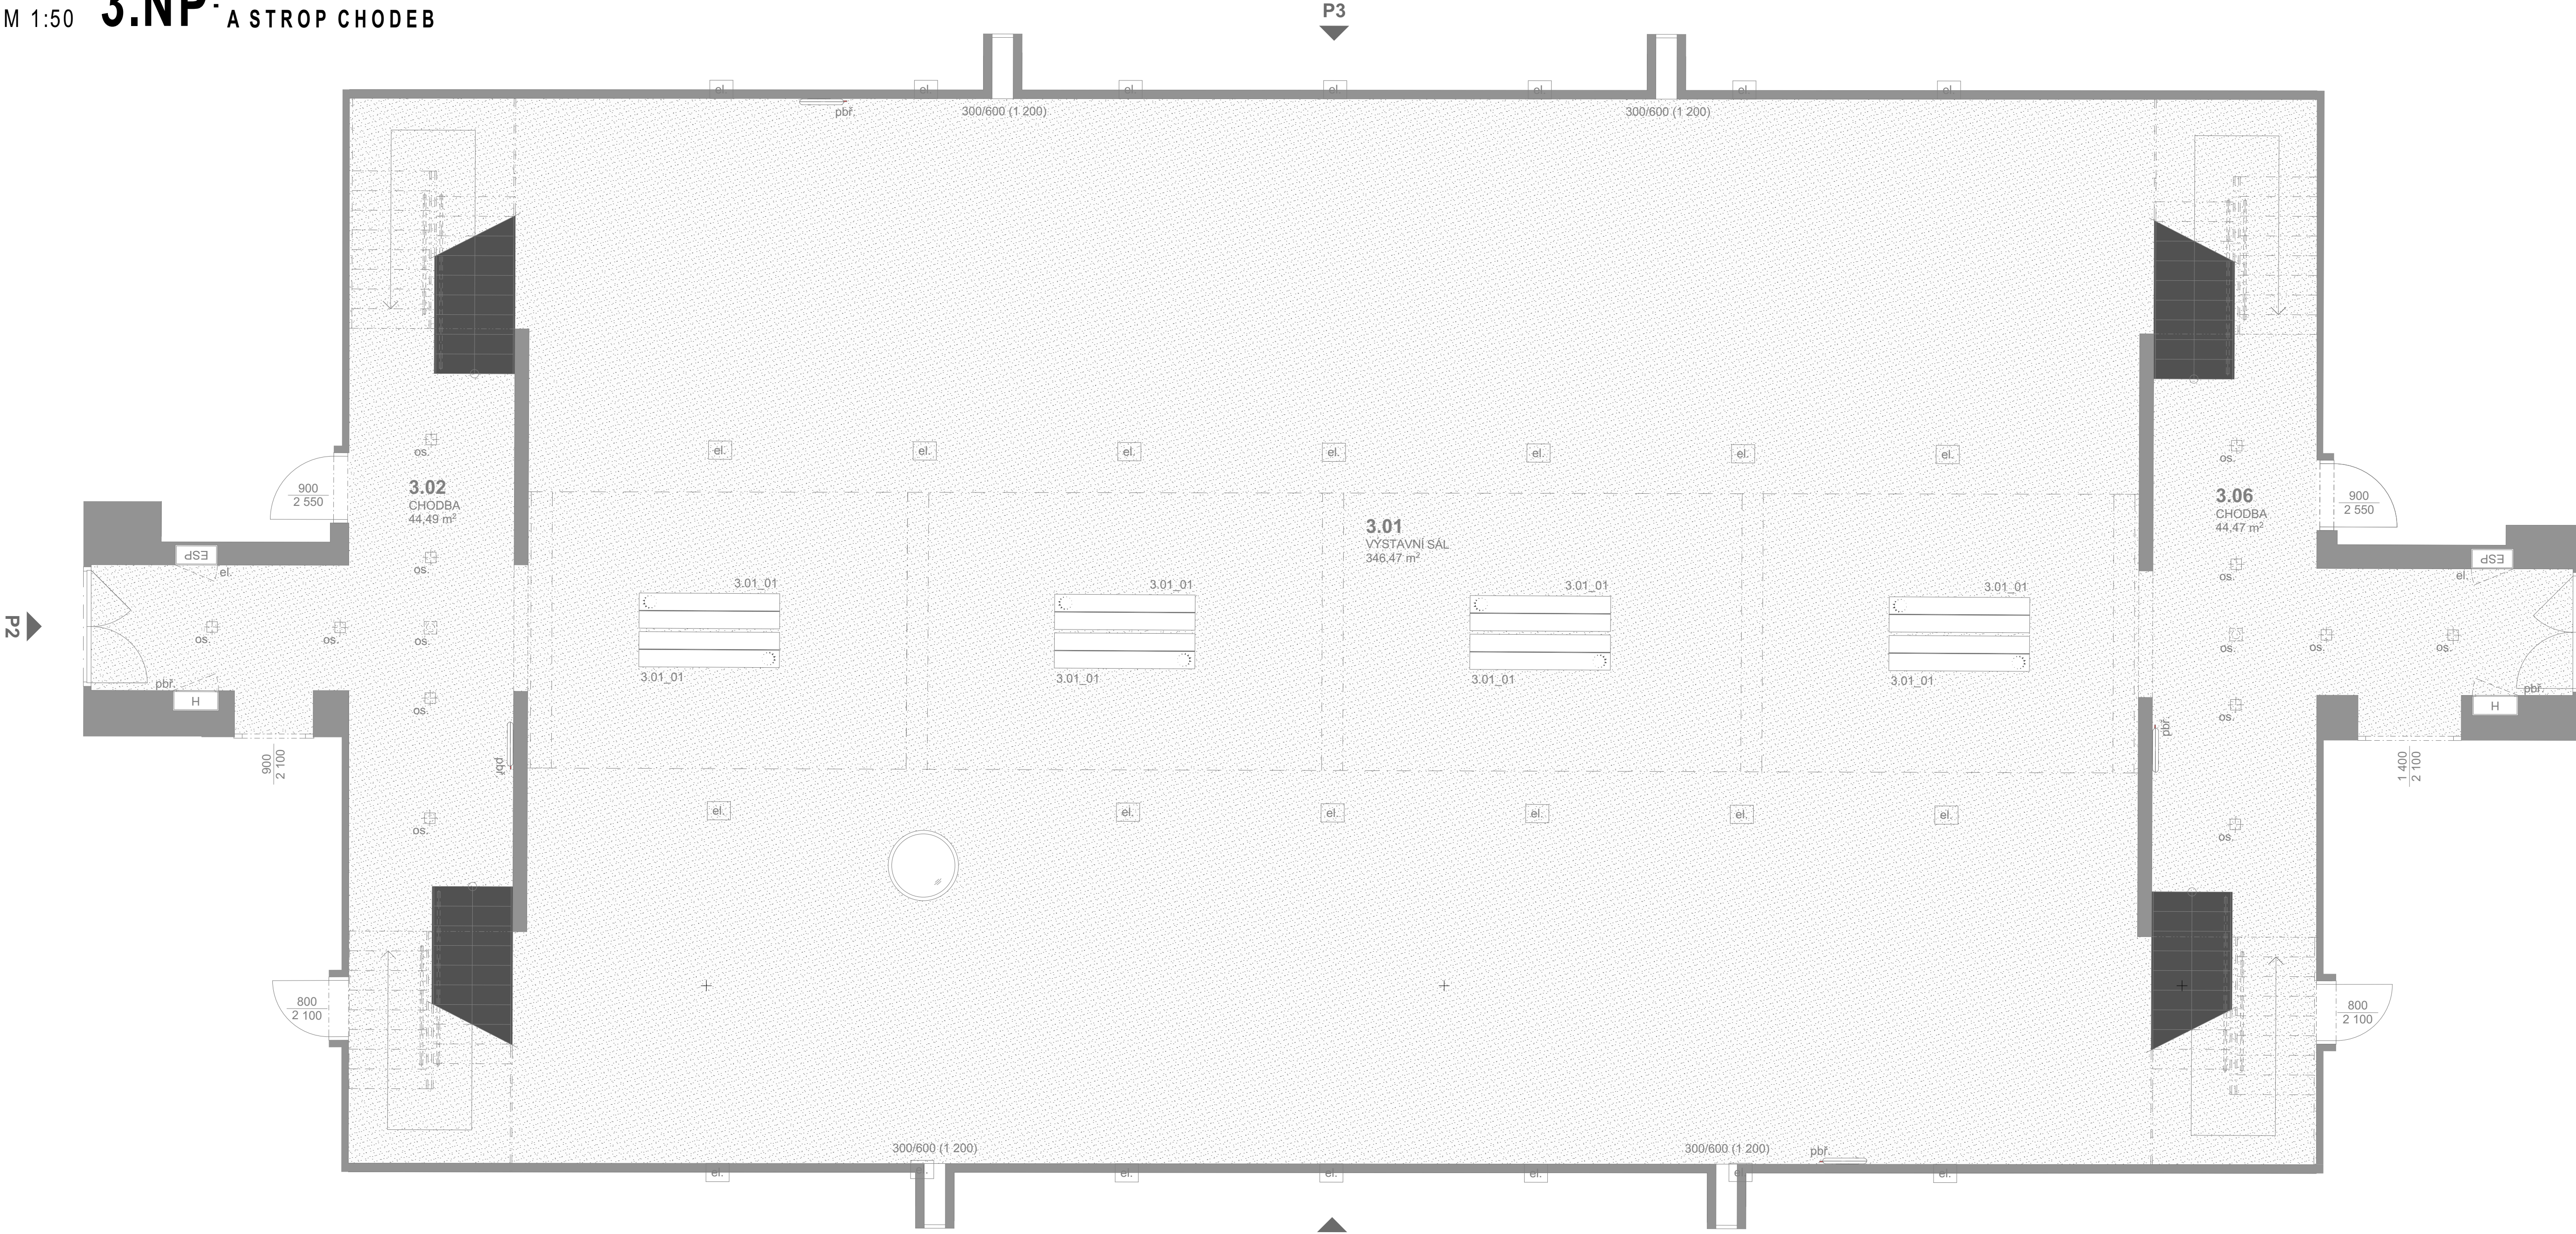 M 1:50 3.NP.
A STROP CHODEB
P3
el. el. el. el. el. el. el.
pbř.
300/600 (1 200)
300/600 (1 200)
os.
el. el. el. el. el. el. el.
os.
900
2 550
3.02
CHODBA
44,49 m²
3.01
VÝSTAVNÍ SÁL
346,47 m²
3.06
CHODBA
44,47 m²
900
2 550
ESP
el.
os.
os.
el.
ESP
3.01_01
3.01_01
3.01_01
3.01_01
P2
os.
os.
os.
os.
os.
os.
3.01_01
3.01_01
3.01_01
3.01_01
pbř.
H
os.
os.
pbř.
H
pbř.
pbř.
900
2 100
1 400
2 100
el. el. el. el. el. el.
os.
os.
800
2 100
800
2 100
300/600 (1 200)
300/600 (1 200)
pbř.
el. el. el. el. el. el. el.